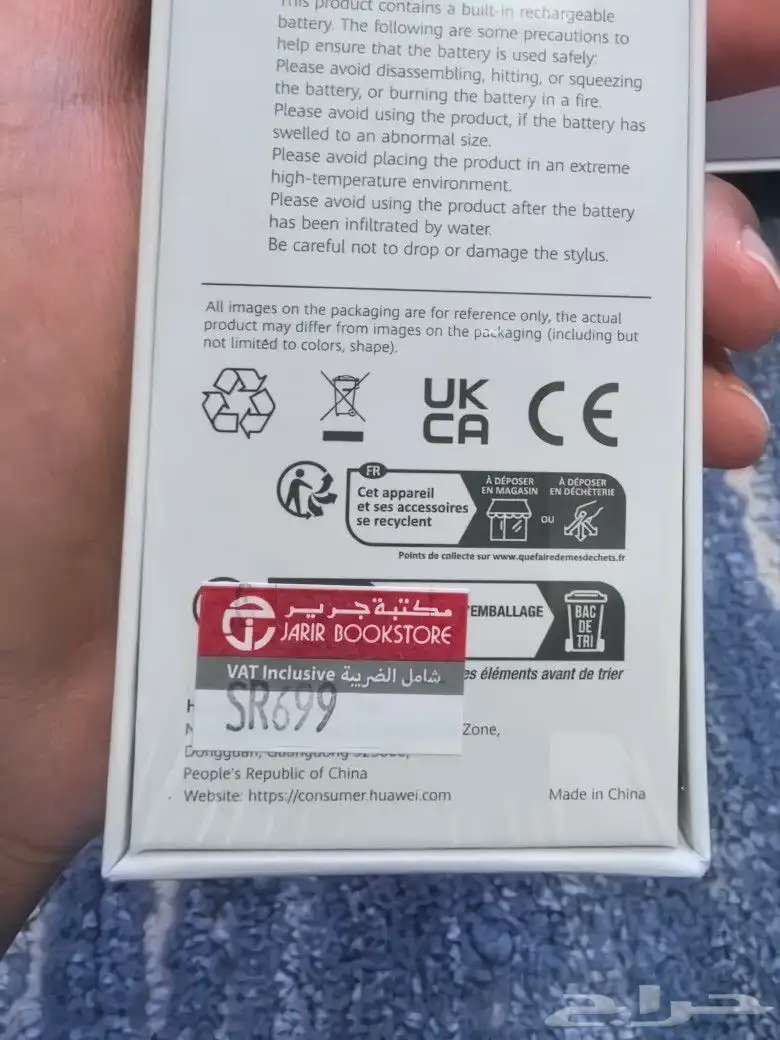 This product contains a built-in rechargeable
battery. The following are some precautions to
help ensure that the battery is used safely:
Please avoid disassembling, hitting, or squeezing
the battery, or burning the battery in a fire.
Please avoid using the product, if the battery has
swelled to an abnormal size.
Please avoid placing the product in an extreme
high-temperature environment.
Please avoid using the product after the battery
has been infiltrated by water.
Be careful not to drop or damage the stylus.
All images on the packaging are for reference only, the actual
product may differ from images on the packaging (including but
not limited to colors, shape).
UK
CA
CE
FR
Cet appareil
et ses accessoires
se recyclent
À DÉPOSER
EN MAGASIN
OU
À DÉPOSER
EN DÉCHÈTERIE
Points de collecte sur www.quefairedemesdechets.fr
مكتبة جرير
JARIR BOOKSTORE
VAT Inclusive شامل الضريبة
SR699
'EMBALLAGE
BAC
DE
TRI
es éléments avant de trier
Zone,
People's Republic of China
Website: https://consumer.huawei.com
Made in China
حراج